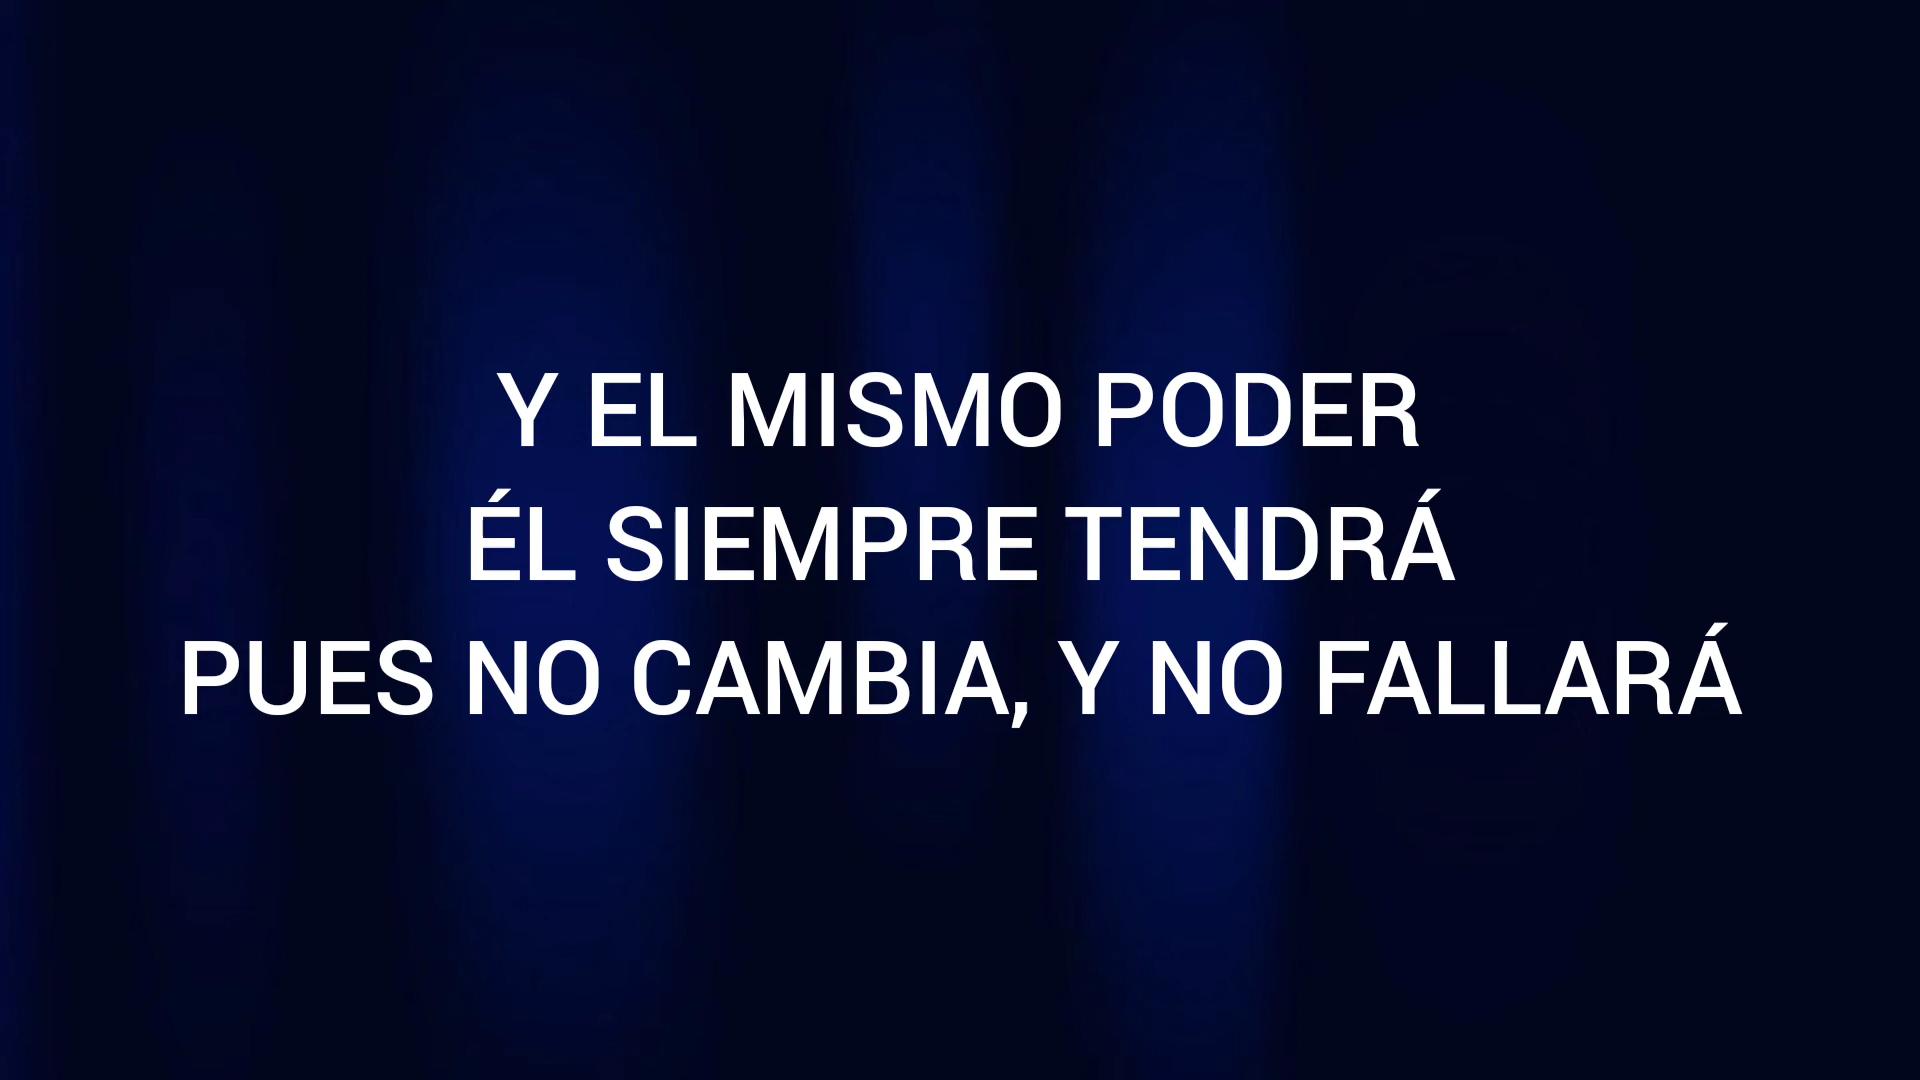 Y EL MISMO PODER
ÉL SIEMPRE TENDRÁ
PUES NO CAMBIA, Y NO FALLARÁ